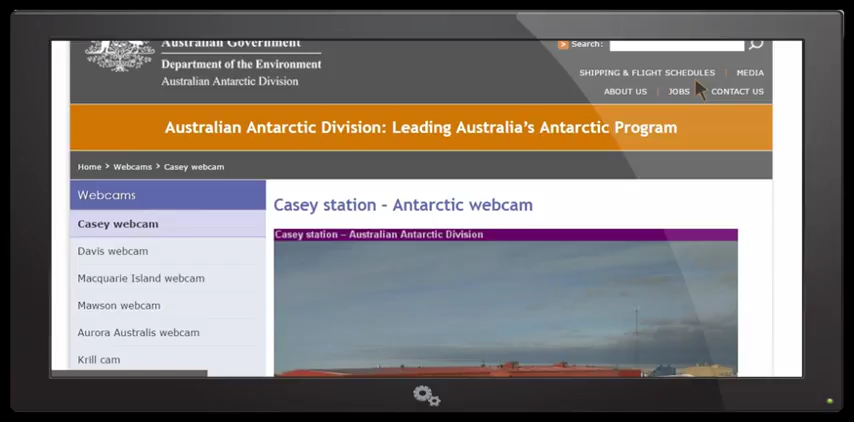 Australian Government
Department of the Environment
Australian Antarctic Division
Search:
SHIPPING & FLIGHT SCHEDULES | MEDIA
ABOUT US | JOBS | CONTACT US
Australian Antarctic Division: Leading Australia's Antarctic Program
Home > Webcams > Casey webcam
Webcams
Casey webcam
Davis webcam
Macquarie Island webcam
Mawson webcam
Aurora Australis webcam
Krill cam
Casey station – Antarctic webcam
Casey station – Australian Antarctic Division